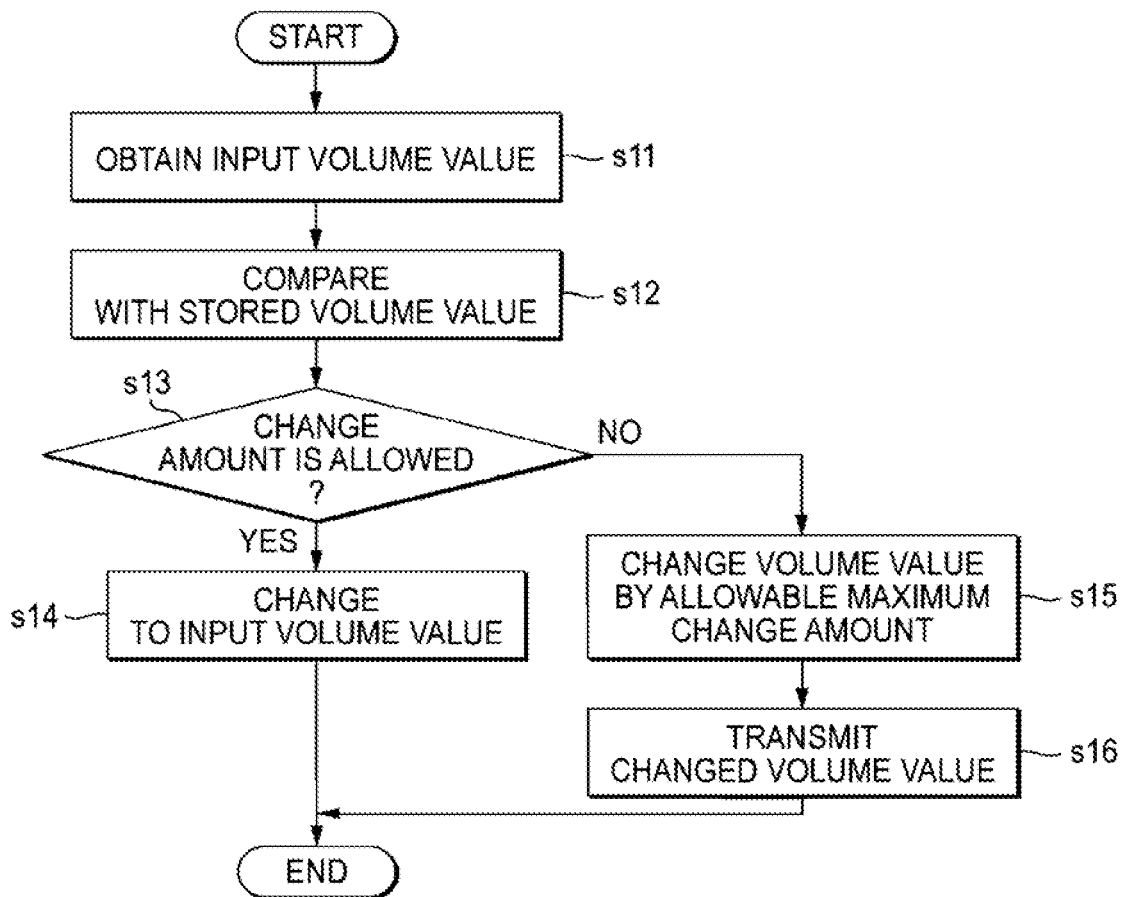 START
OBTAIN INPUT VOLUME VALUE
s11
COMPARE
WITH STORED VOLUME VALUE
s12
s13
CHANGE
AMOUNT IS ALLOWED
?
NO
YES
s14
CHANGE
TO INPUT VOLUME VALUE
CHANGE VOLUME VALUE
BY ALLOWABLE MAXIMUM
CHANGE AMOUNT
s15
TRANSMIT
CHANGED VOLUME VALUE
s16
END